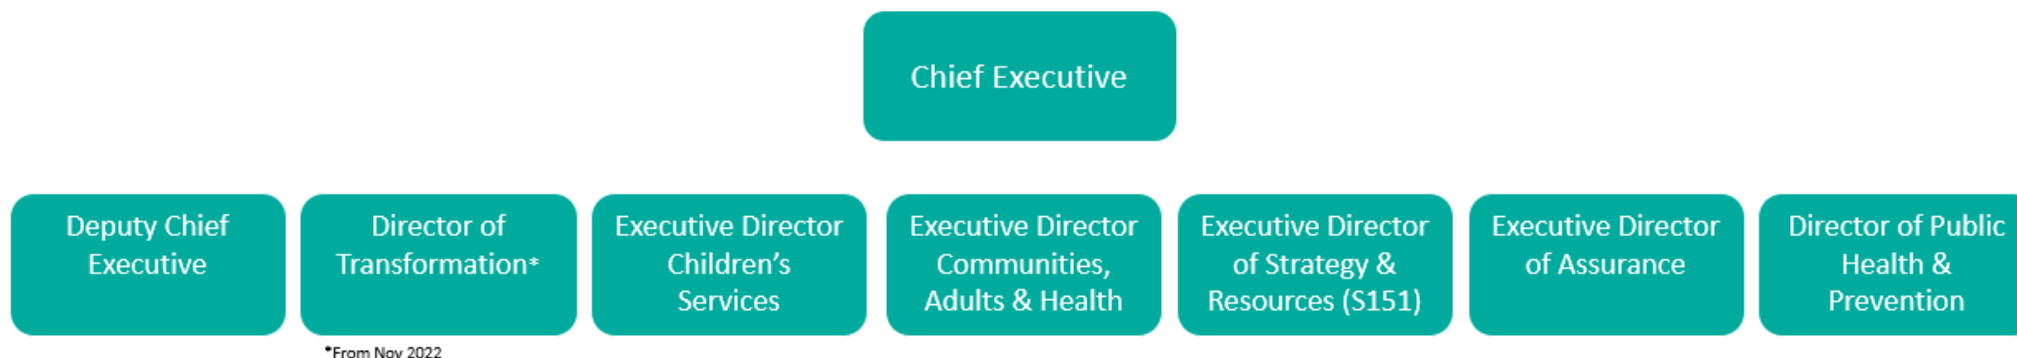 Chief Executive
Deputy Chief
Executive
Director of
Transformation*
Executive Director
Children’s
Services
Executive Director
Communities,
Adults & Health
Executive Director
of Strategy &
Resources (S151)
Executive Director
of Assurance
Director of Public
Health &
Prevention
*From Nov 2022